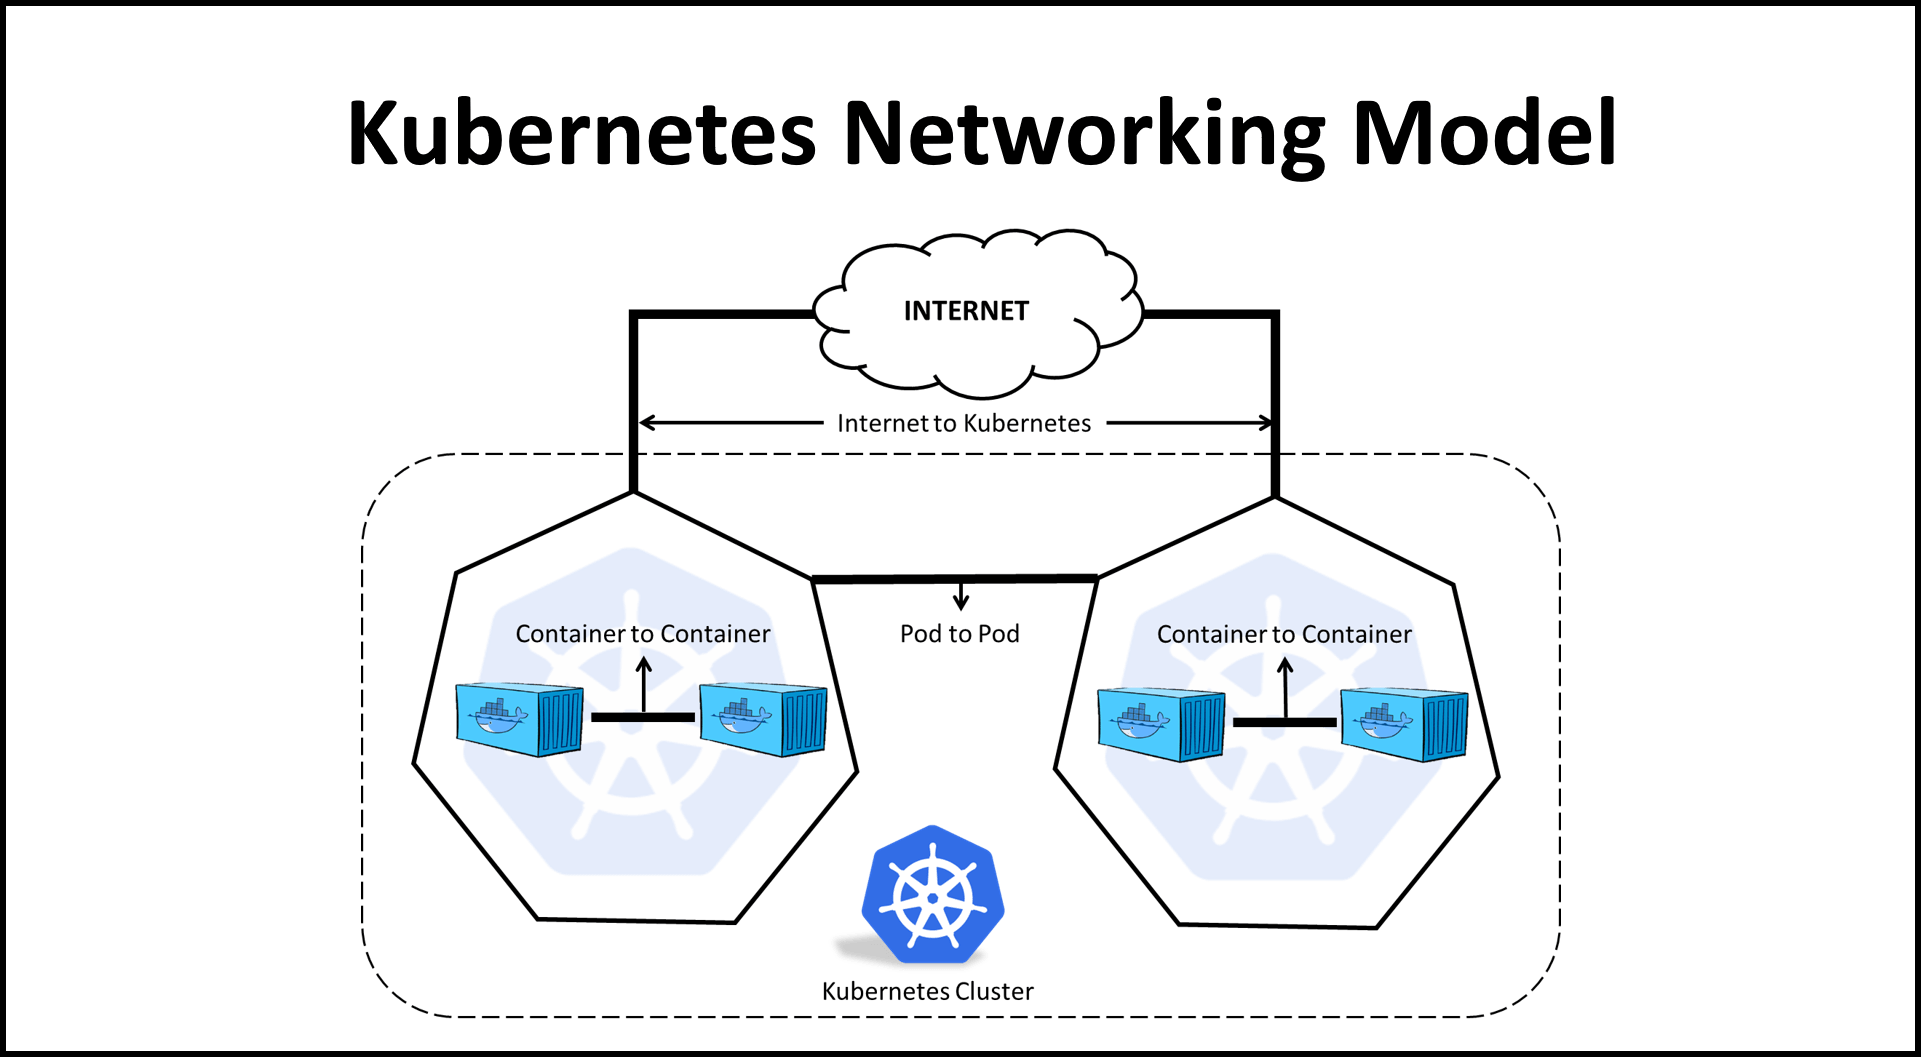 Kubernetes Networking Model
INTERNET
Internet to Kubernetes
Container to Container
Pod to Pod
Container to Container
Kubernetes Cluster